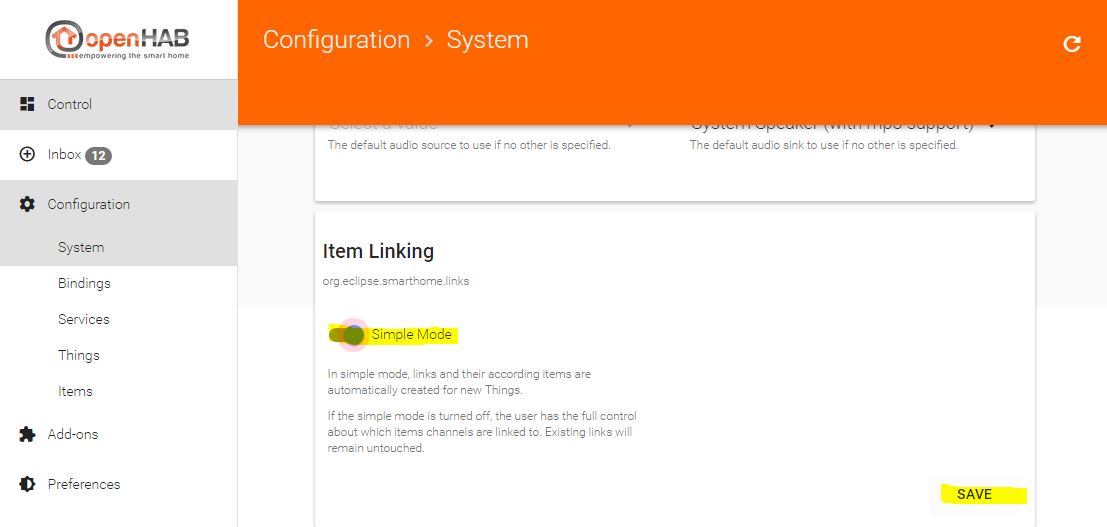 openHAB
empowering the smart home
Configuration > System
Control
Inbox 12
Configuration
System
Bindings
Services
Things
Items
Add-ons
Preferences
Select a value
System Speaker (with mp3 support)
The default audio source to use if no other is specified.
The default audio sink to use if no other is specified.
Item Linking
org.eclipse.smarthome.links
Simple Mode
In simple mode, links and their according items are
automatically created for new Things.
If the simple mode is turned off, the user has the full control
about which items channels are linked to. Existing links will
remain untouched.
SAVE